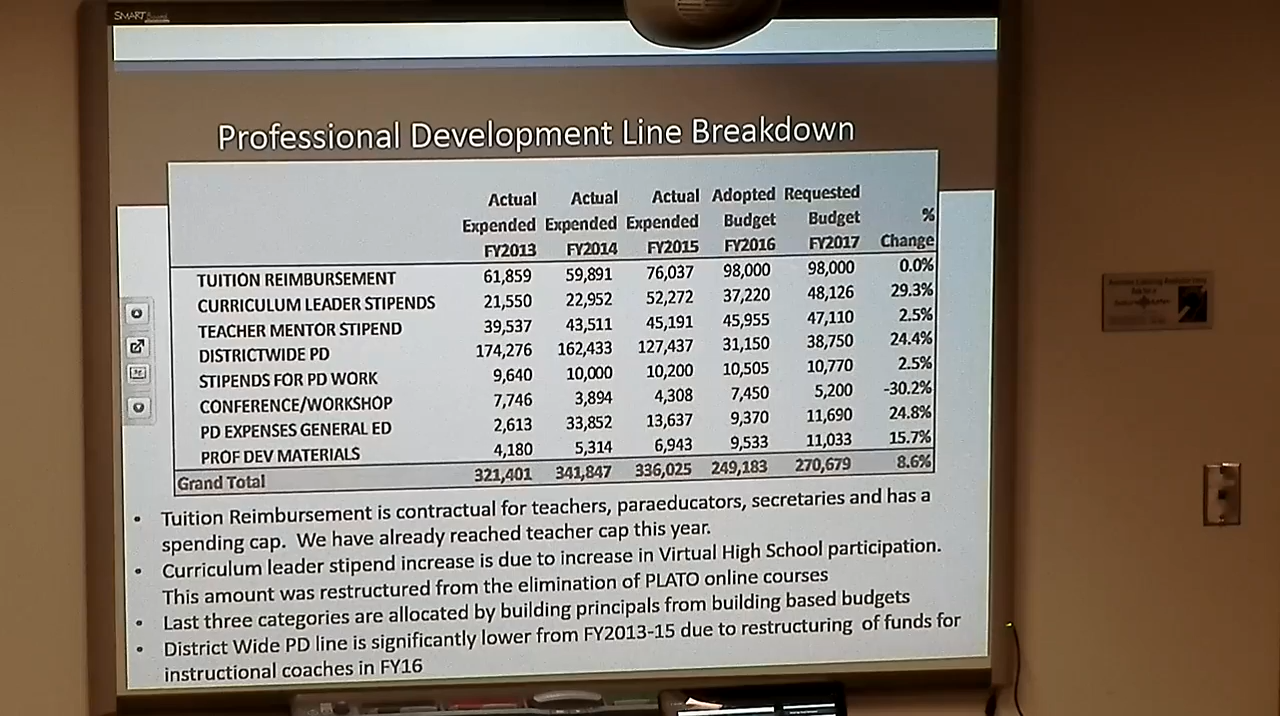 SMART
Professional Development Line Breakdown
Actual Actual Actual Adopted Requested
Expended Expended Expended Budget Budget %
FY2013 FY2014 FY2015 FY2016 FY2017 Change
TUITION REIMBURSEMENT 61,859 59,891 76,037 98,000 98,000 0.0%
CURRICULUM LEADER STIPENDS 21,550 22,952 52,272 37,220 48,126 29.3%
TEACHER MENTOR STIPEND 39,537 43,511 45,191 45,955 47,110 2.5%
DISTRICTWIDE PD 174,276 162,433 127,437 31,150 38,750 24.4%
STIPENDS FOR PD WORK 9,640 10,000 10,200 10,505 10,770 2.5%
CONFERENCE/WORKSHOP 7,746 3,894 4,308 7,450 5,200 -30.2%
PD EXPENSES GENERAL ED 2,613 33,852 13,637 9,370 11,690 24.8%
PROF DEV MATERIALS 4,180 5,314 6,943 9,533 11,033 15.7%
Grand Total 321,401 341,847 336,025 249,183 270,679 8.6%
• Tuition Reimbursement is contractual for teachers, paraeducators, secretaries and has a
spending cap. We have already reached teacher cap this year.
• Curriculum leader stipend increase is due to increase in Virtual High School participation.
This amount was restructured from the elimination of PLATO online courses
• Last three categories are allocated by building principals from building based budgets
• District Wide PD line is significantly lower from FY2013-15 due to restructuring of funds for
instructional coaches in FY16